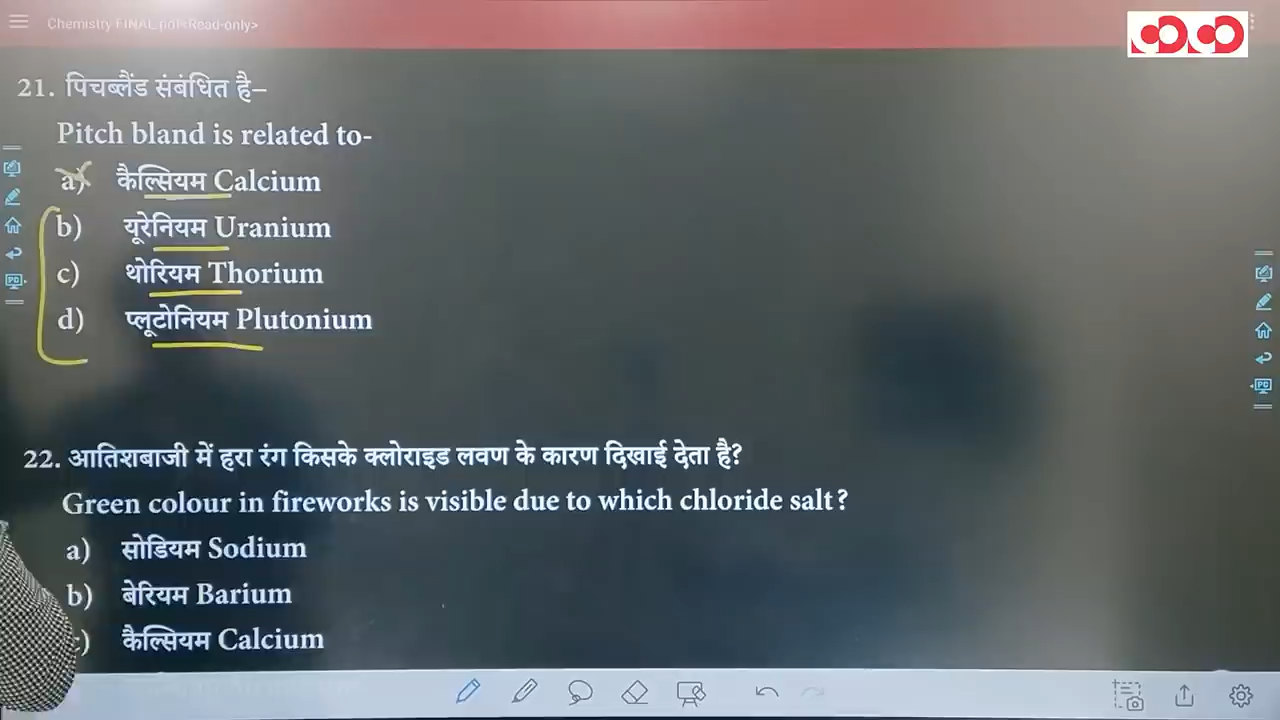 Chemistry FINAL.pdf<Read-only>
21. पिचब्लैंड संबंधित है–
Pitch bland is related to-
a) कैल्सियम Calcium
b) यूरेनियम Uranium
c) थोरियम Thorium
d) प्लूटोनियम Plutonium
22. आतिशबाजी में हरा रंग किसके क्लोराइड लवण के कारण दिखाई देता है?
Green colour in fireworks is visible due to which chloride salt?
a) सोडियम Sodium
b) बेरियम Barium
) कैल्सियम Calcium